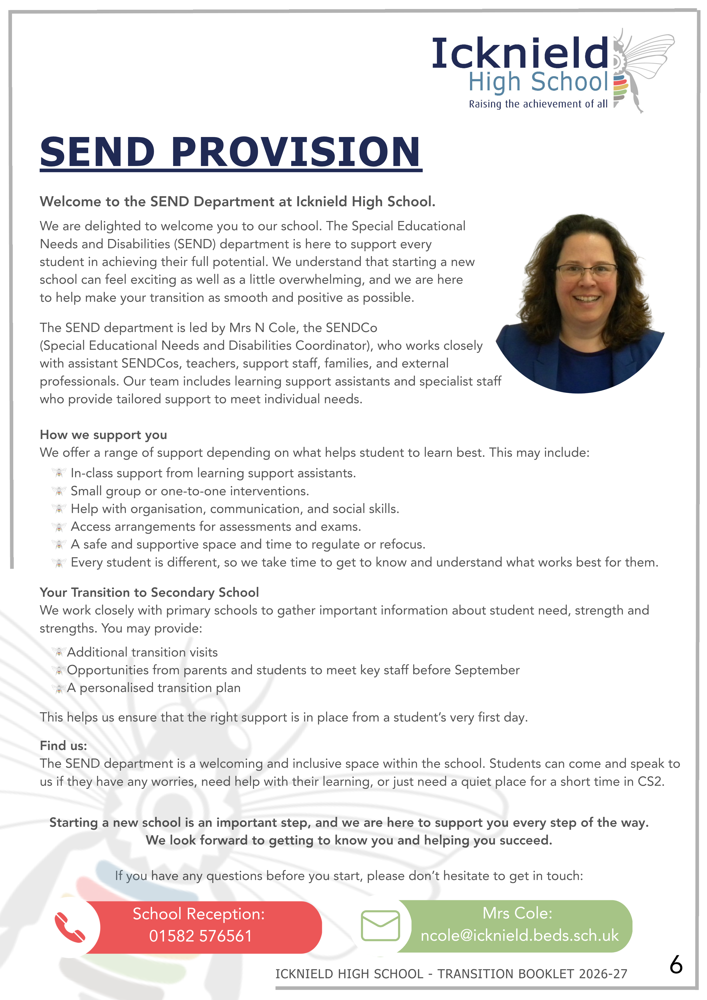 Icknield
High School
Raising the achievement of all
SEND PROVISION
Welcome to the SEND Department at Icknield High School.
We are delighted to welcome you to our school. The Special Educational
Needs and Disabilities (SEND) department is here to support every
student in achieving their full potential. We understand that starting a new
school can feel exciting as well as a little overwhelming, and we are here
to help make your transition as smooth and positive as possible.
The SEND department is led by Mrs N Cole, the SENDCo
(Special Educational Needs and Disabilities Coordinator), who works closely
with assistant SENDCos, teachers, support staff, families, and external
professionals. Our team includes learning support assistants and specialist staff
who provide tailored support to meet individual needs.
How we support you
We offer a range of support depending on what helps student to learn best. This may include:
In-class support from learning support assistants.
Small group or one-to-one interventions.
Help with organisation, communication, and social skills.
Access arrangements for assessments and exams.
A safe and supportive space and time to regulate or refocus.
Every student is different, so we take time to get to know and understand what works best for them.
Your Transition to Secondary School
We work closely with primary schools to gather important information about student need, strength and
strengths. You may provide:
Additional transition visits
Opportunities from parents and students to meet key staff before September
A personalised transition plan
This helps us ensure that the right support is in place from a student’s very first day.
Find us:
The SEND department is a welcoming and inclusive space within the school. Students can come and speak to
us if they have any worries, need help with their learning, or just need a quiet place for a short time in CS2.
Starting a new school is an important step, and we are here to support you every step of the way.
We look forward to getting to know you and helping you succeed.
If you have any questions before you start, please don’t hesitate to get in touch:
School Reception:
01582 576561
Mrs Cole:
ncole@icknield.beds.sch.uk
ICKNIELD HIGH SCHOOL - TRANSITION BOOKLET 2026-27
6